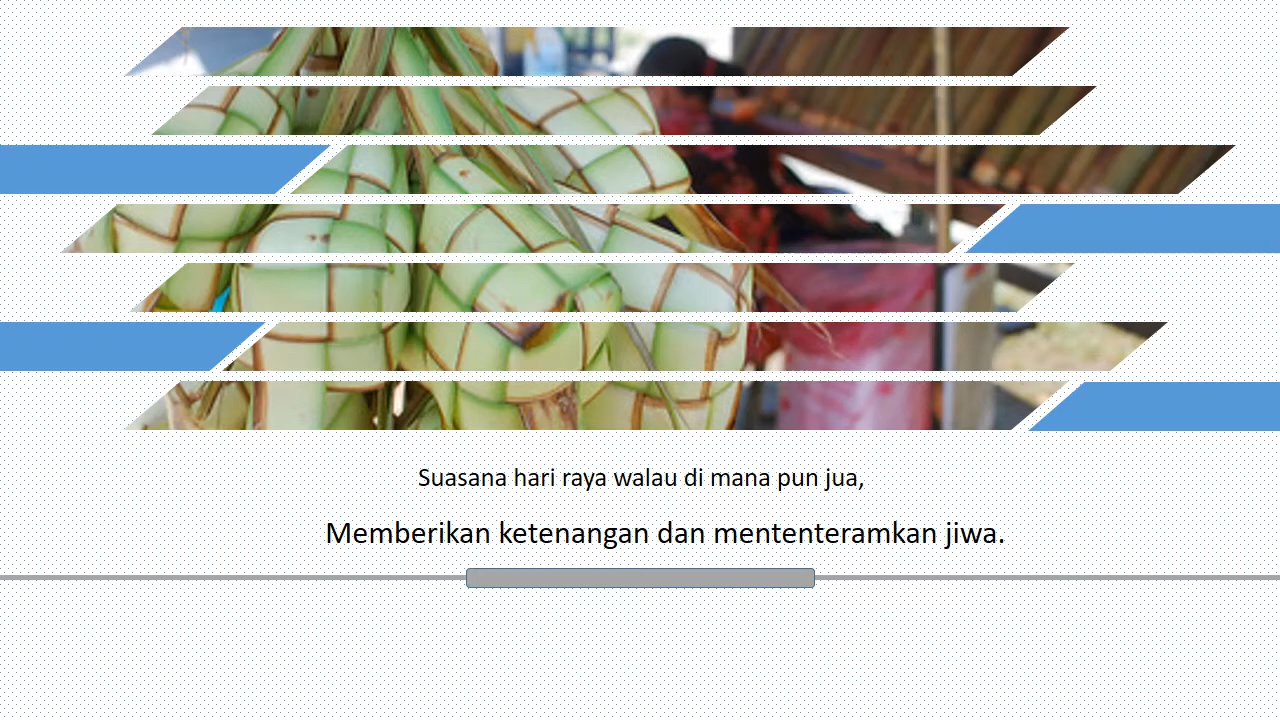 Suasana hari raya walau di mana pun jua,
Memberikan ketenangan dan mententeramkan jiwa.